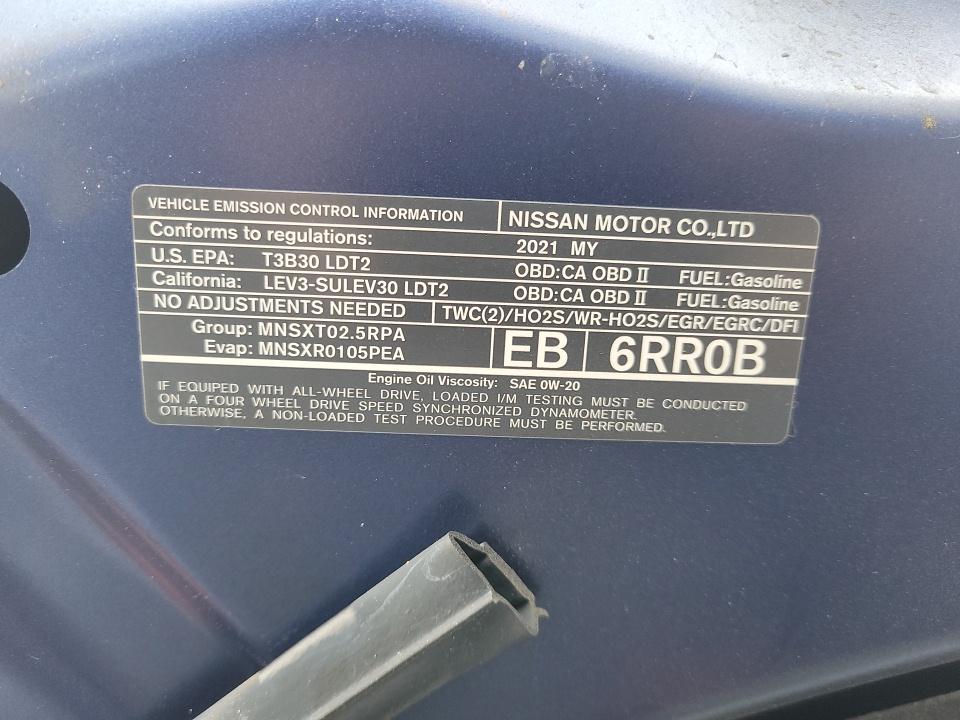 VEHICLE EMISSION CONTROL INFORMATION
NISSAN MOTOR CO.,LTD
Conforms to regulations:
2021 MY
U.S. EPA: T3B30 LDT2 OBD:CA OBD II FUEL:Gasoline
California: LEV3-SULEV30 LDT2 OBD:CA OBD II FUEL:Gasoline
NO ADJUSTMENTS NEEDED
TWC(2)/HO2S/WR-HO2S/EGR/EGRC/DFI
Group: MNSXT02.5RPA
Evap: MNSXR0105PEA
EB
6RR0B
Engine Oil Viscosity: SAE 0W-20
IF EQUIPED WITH ALL-WHEEL DRIVE, LOADED I/M TESTING MUST BE CONDUCTED
ON A FOUR WHEEL DRIVE SPEED SYNCHRONIZED DYNAMOMETER.
OTHERWISE, A NON-LOADED TEST PROCEDURE MUST BE PERFORMED.